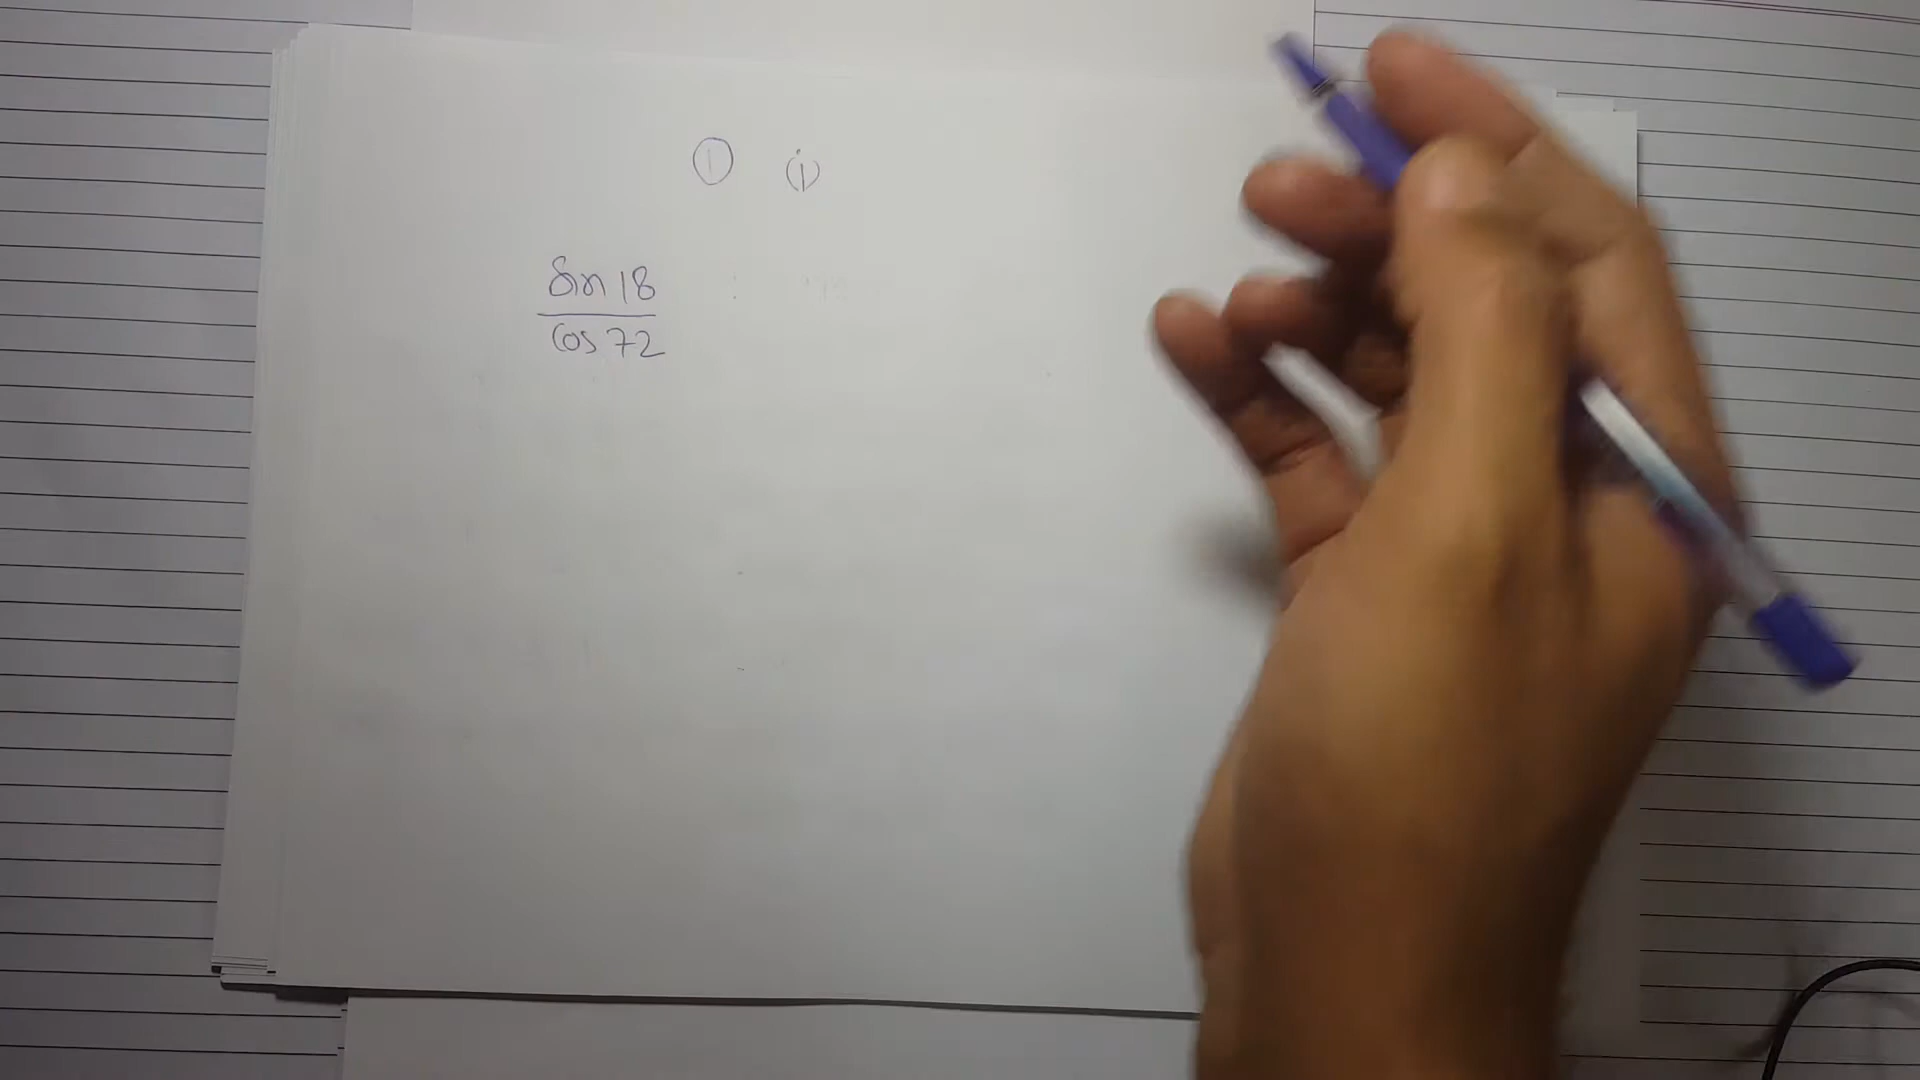 ① (i)
Sin 18
cos 72